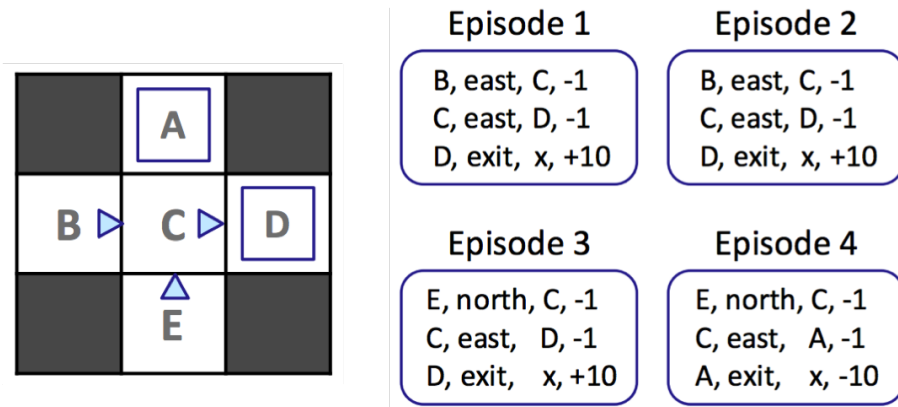 A
B
C
D
E
Episode 1
B, east, C, -1
C, east, D, -1
D, exit, x, +10
Episode 2
B, east, C, -1
C, east, D, -1
D, exit, x, +10
Episode 3
E, north, C, -1
C, east, D, -1
D, exit, x, +10
Episode 4
E, north, C, -1
C, east, A, -1
A, exit, x, -10